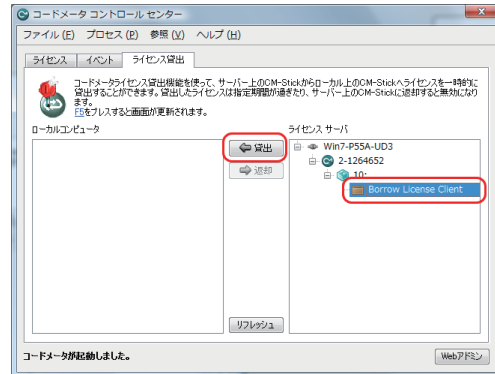 コードメータ コントロール センター
ファイル (F) プロセス (P) 参照 (V) ヘルプ (H)
ライセンス イベント ライセンス貸出
コードメータライセンス貸出機能を使って、サーバー上のCM-Stickからローカル上のCM-Stickへライセンスを一時的に
貸出することができます。貸出したライセンスは指定期間が過ぎたり、サーバー上のCM-Stickに返却すると無効になり
ます。
F5をプレスすると画面が更新されます。
ローカルコンピュータ
ライセンス サーバ
貸出
返却
Win7-P55A-UD3
2-1264652
10:
Borrow License Client
リフレッシュ
コードメータが起動しました。
Webアドミン